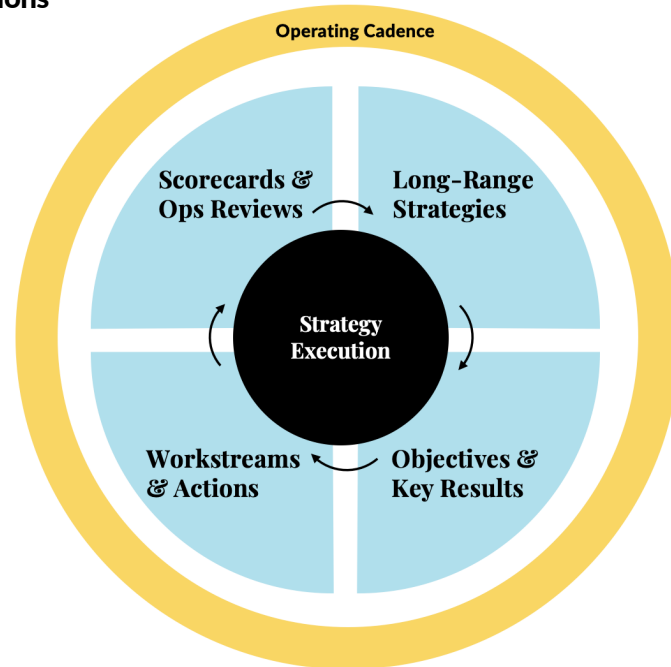 Operating Cadence
Scorecards &
Ops Reviews
Long-Range
Strategies
Strategy
Execution
Workstreams
& Actions
Objectives &
Key Results